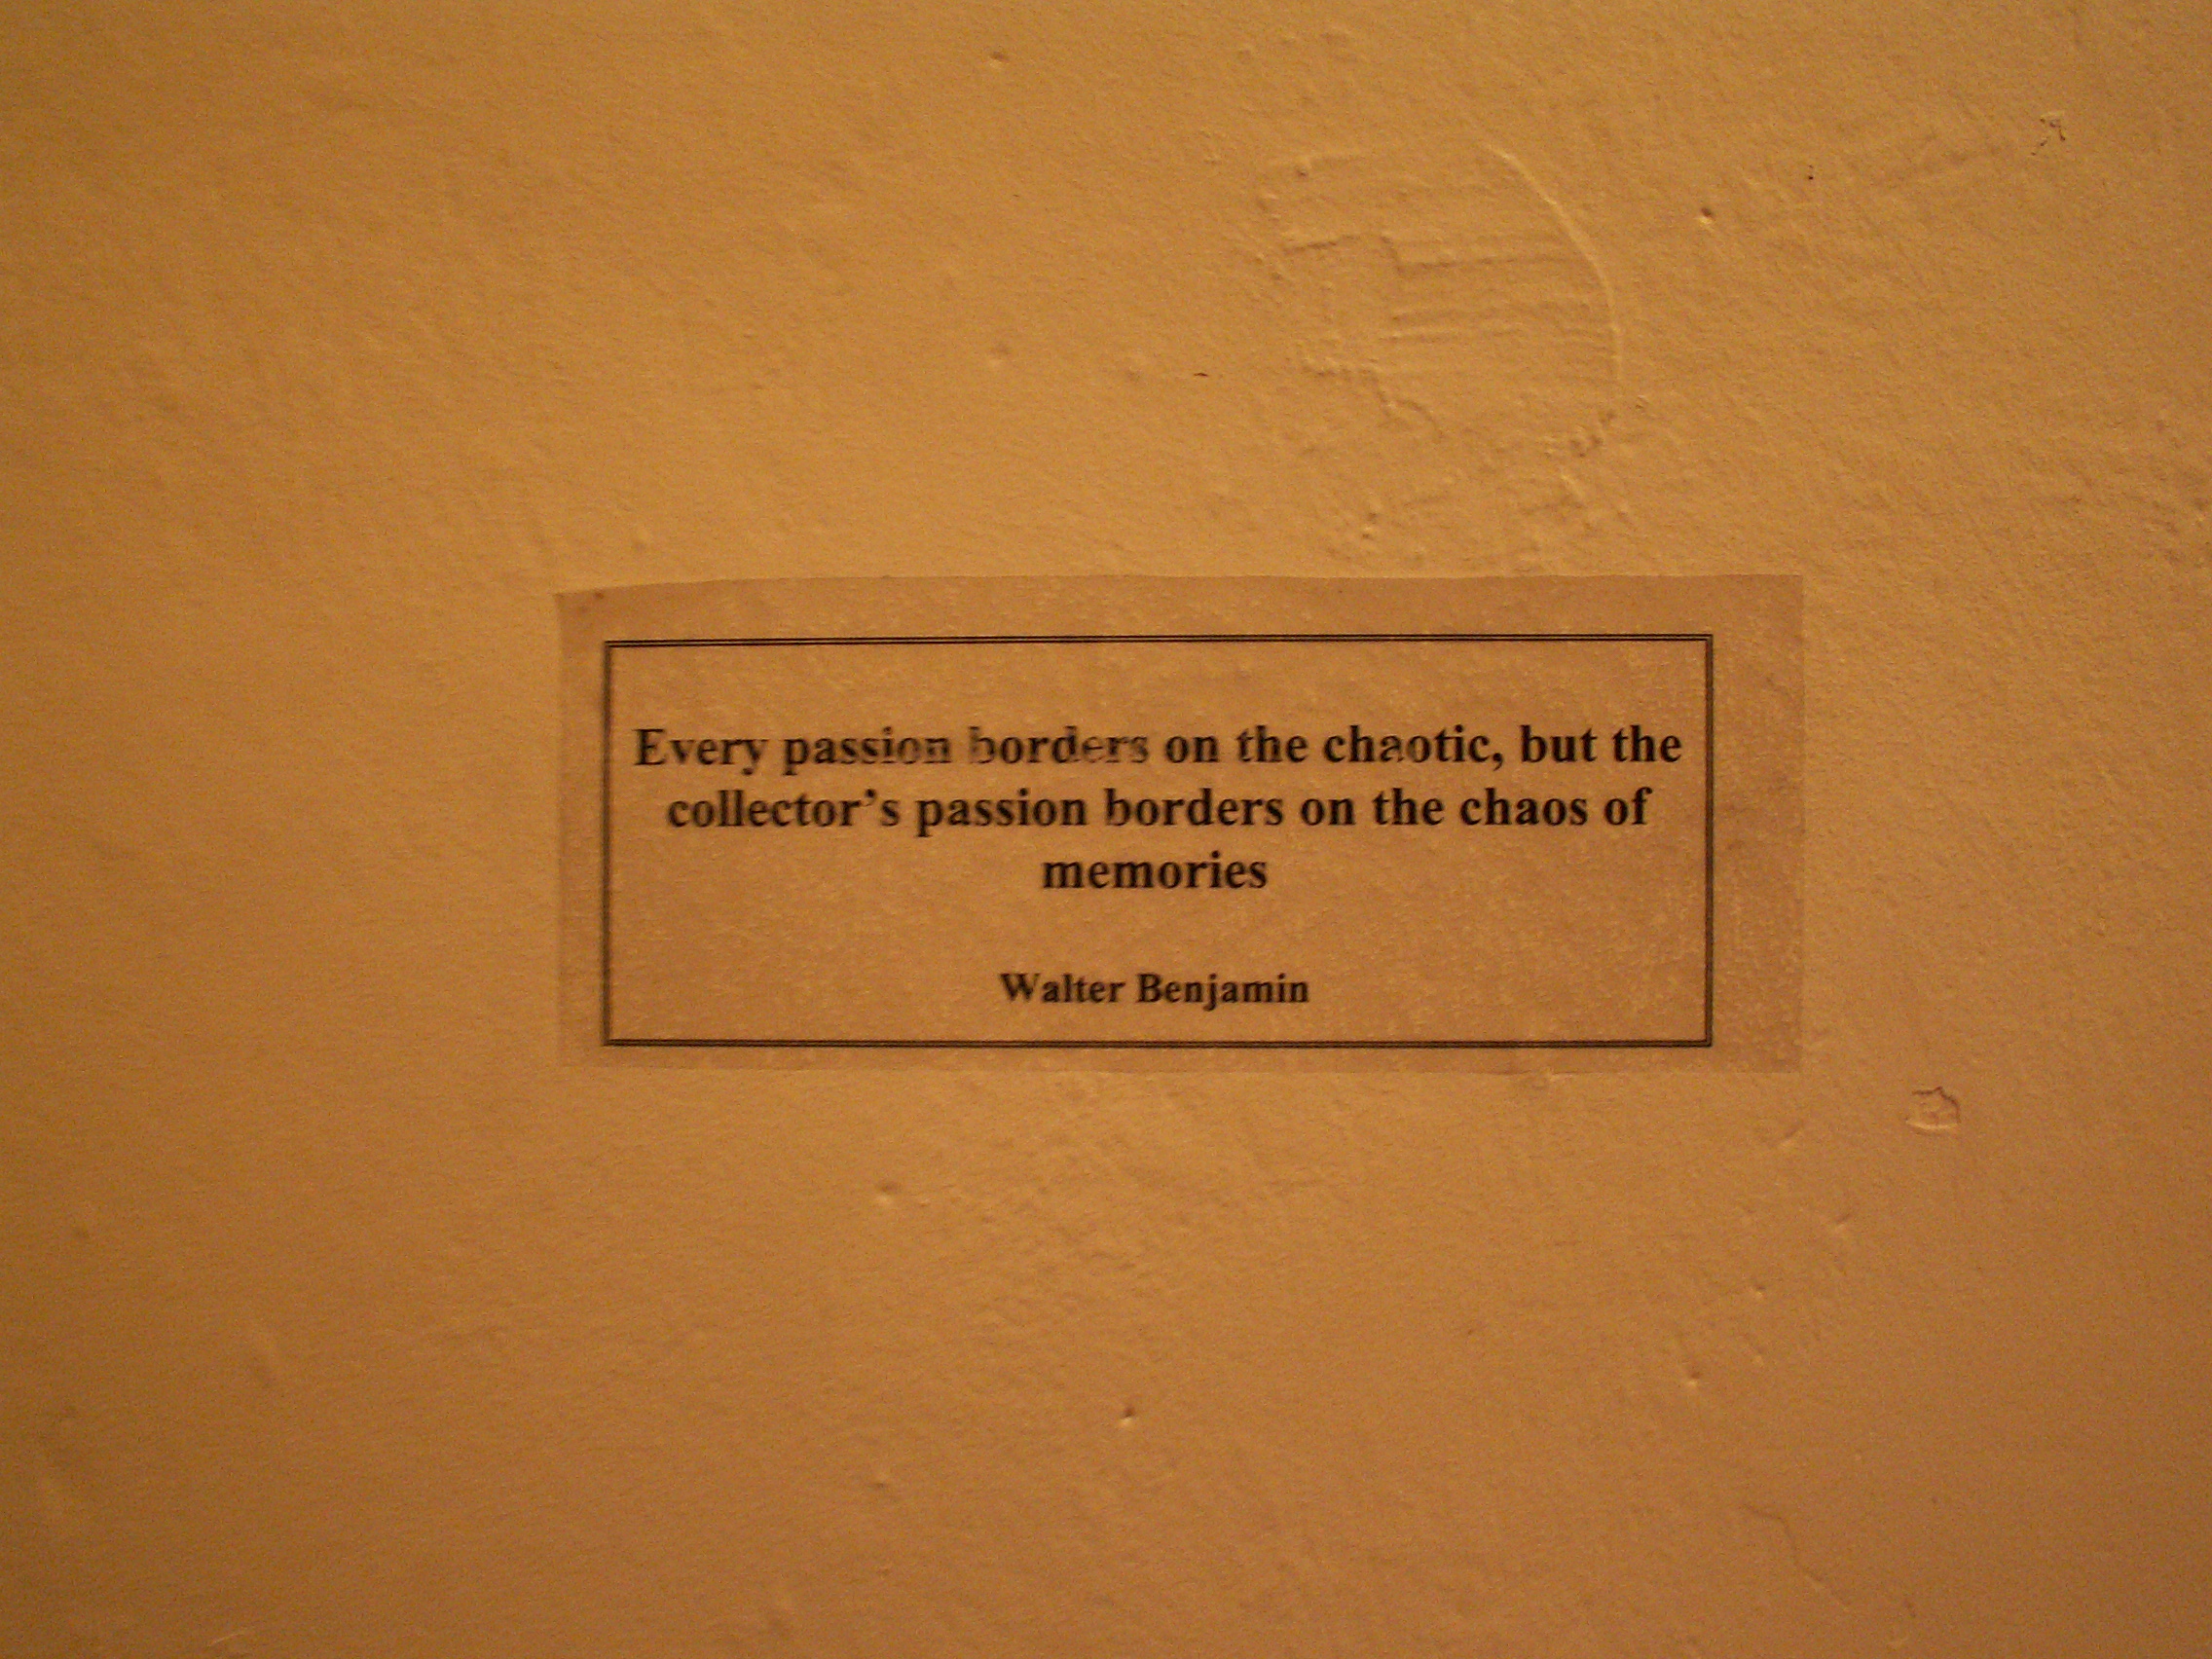 Every passion borders on the chaotic, but the
collector's passion borders on the chaos of
memories
Walter Benjamin